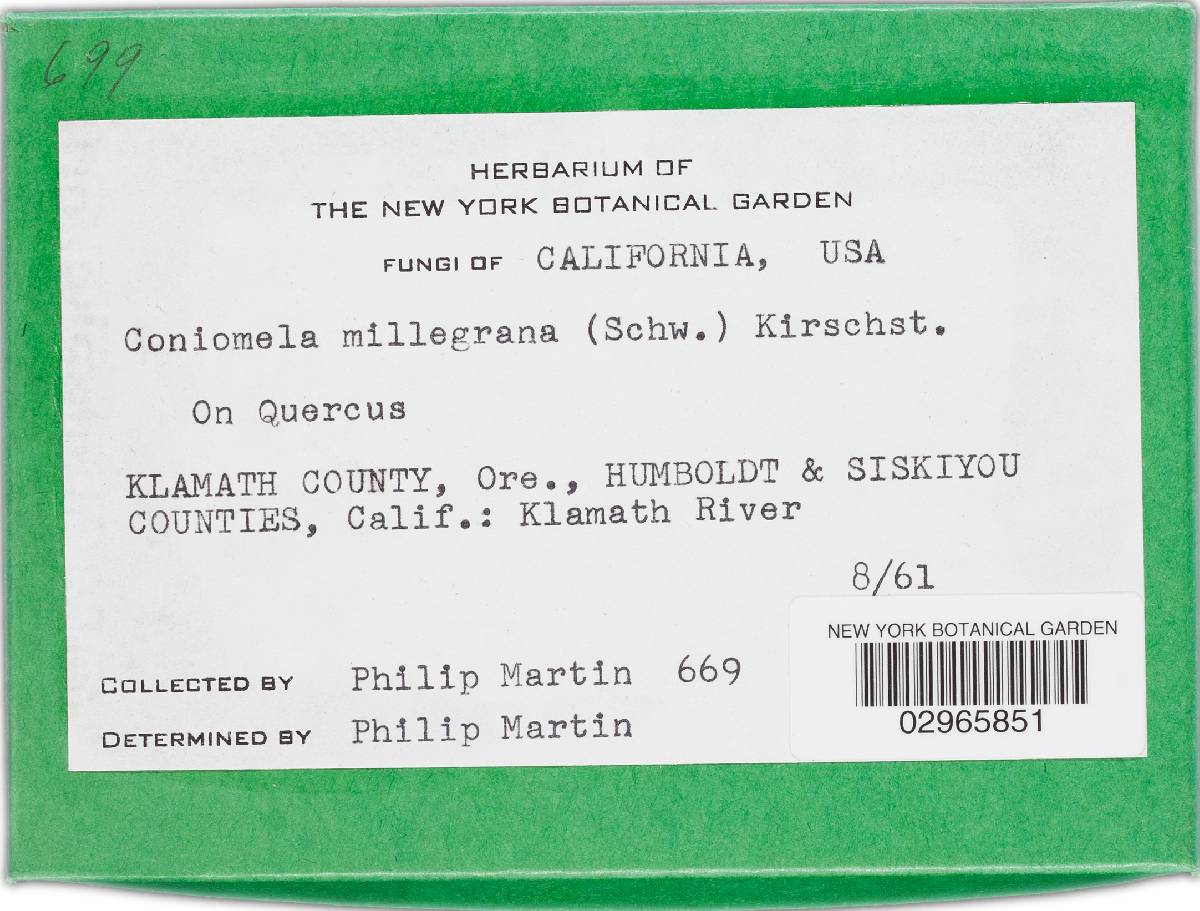 699
HERBARIUM OF
THE NEW YORK BOTANICAL GARDEN
FUNGI OF CALIFORNIA, USA
Coniomela millegrana (Schw.) Kirschst.
On Quercus
KLAMATH COUNTY, Ore., HUMBOLDT & SISKIYOU
COUNTIES, Calif.: Klamath River
8/61
NEW YORK BOTANICAL GARDEN
02965851
COLLECTED BY Philip Martin 669
DETERMINED BY Philip Martin